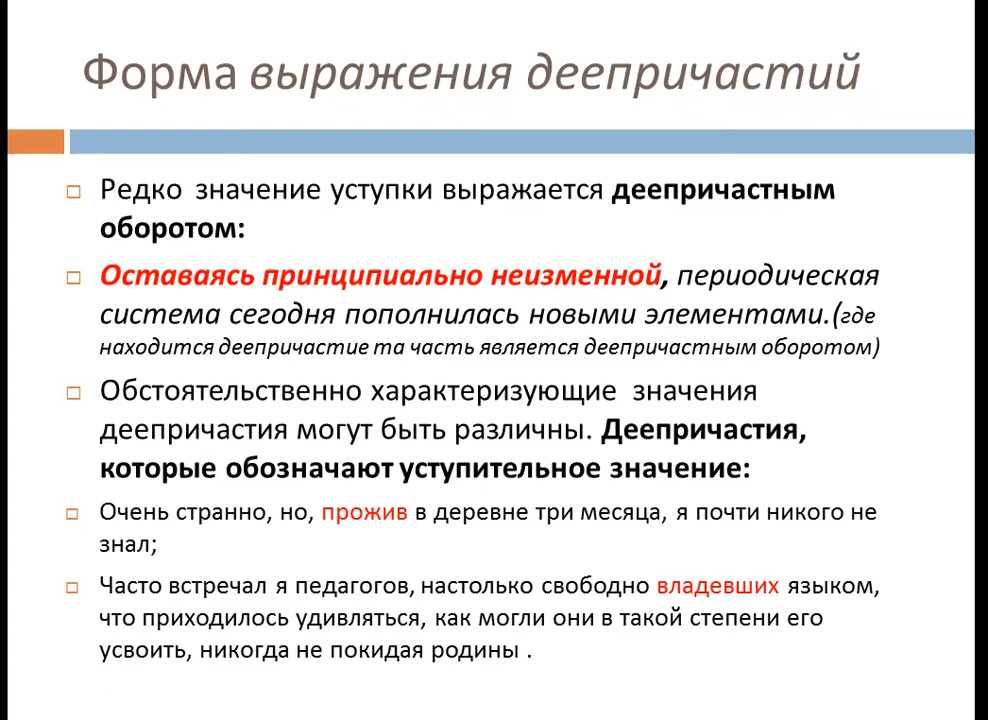 Форма выражения деепричастий
Редко значение уступки выражается деепричастным
оборотом:
Оставаясь принципиально неизменной, периодическая
система сегодня пополнилась новыми элементами.(где
находится деепричастие та часть является деепричастным оборотом)
Обстоятельственно характеризующие значения
деепричастия могут быть различны. Деепричастия,
которые обозначают уступительное значение:
Очень странно, но, прожив в деревне три месяца, я почти никого не
знал;
Часто встречал я педагогов, настолько свободно владевших языком,
что приходилось удивляться, как могли они в такой степени его
усвоить, никогда не покидая родины .